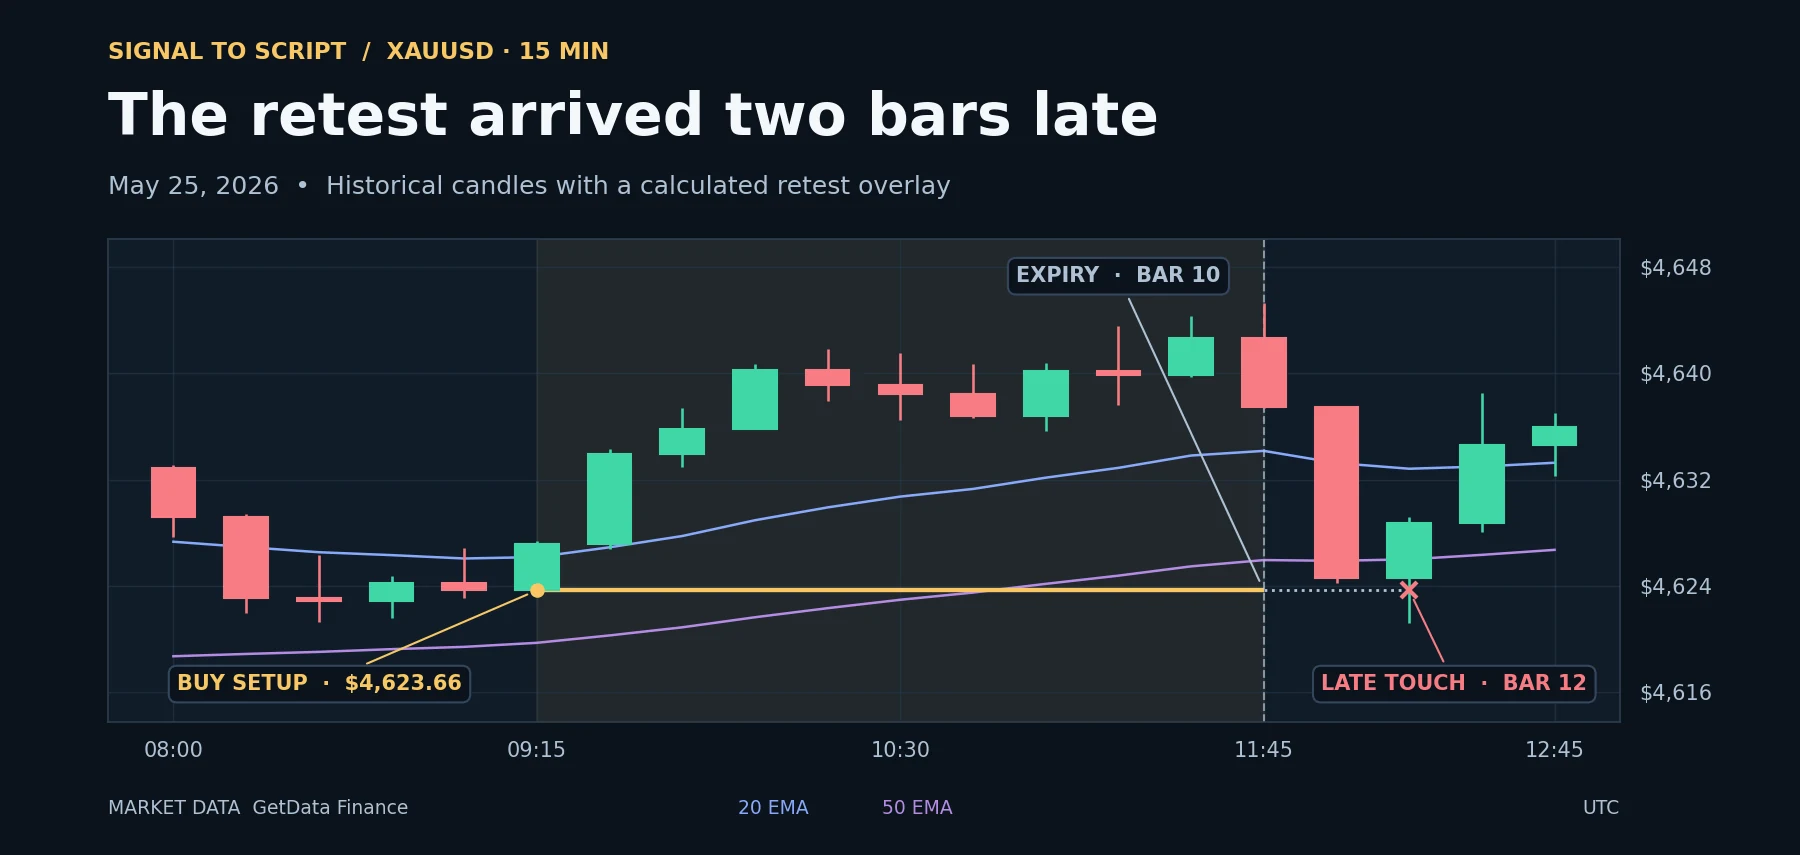 SIGNAL TO SCRIPT / XAUUSD · 15 MIN
The retest arrived two bars late
May 25, 2026 • Historical candles with a calculated retest overlay
EXPIRY · BAR 10
$4,648
$4,640
$4,632
$4,624
$4,616
BUY SETUP · $4,623.66
LATE TOUCH · BAR 12
08:00 09:15 10:30 11:45 12:45
MARKET DATA GetData Finance 20 EMA 50 EMA UTC